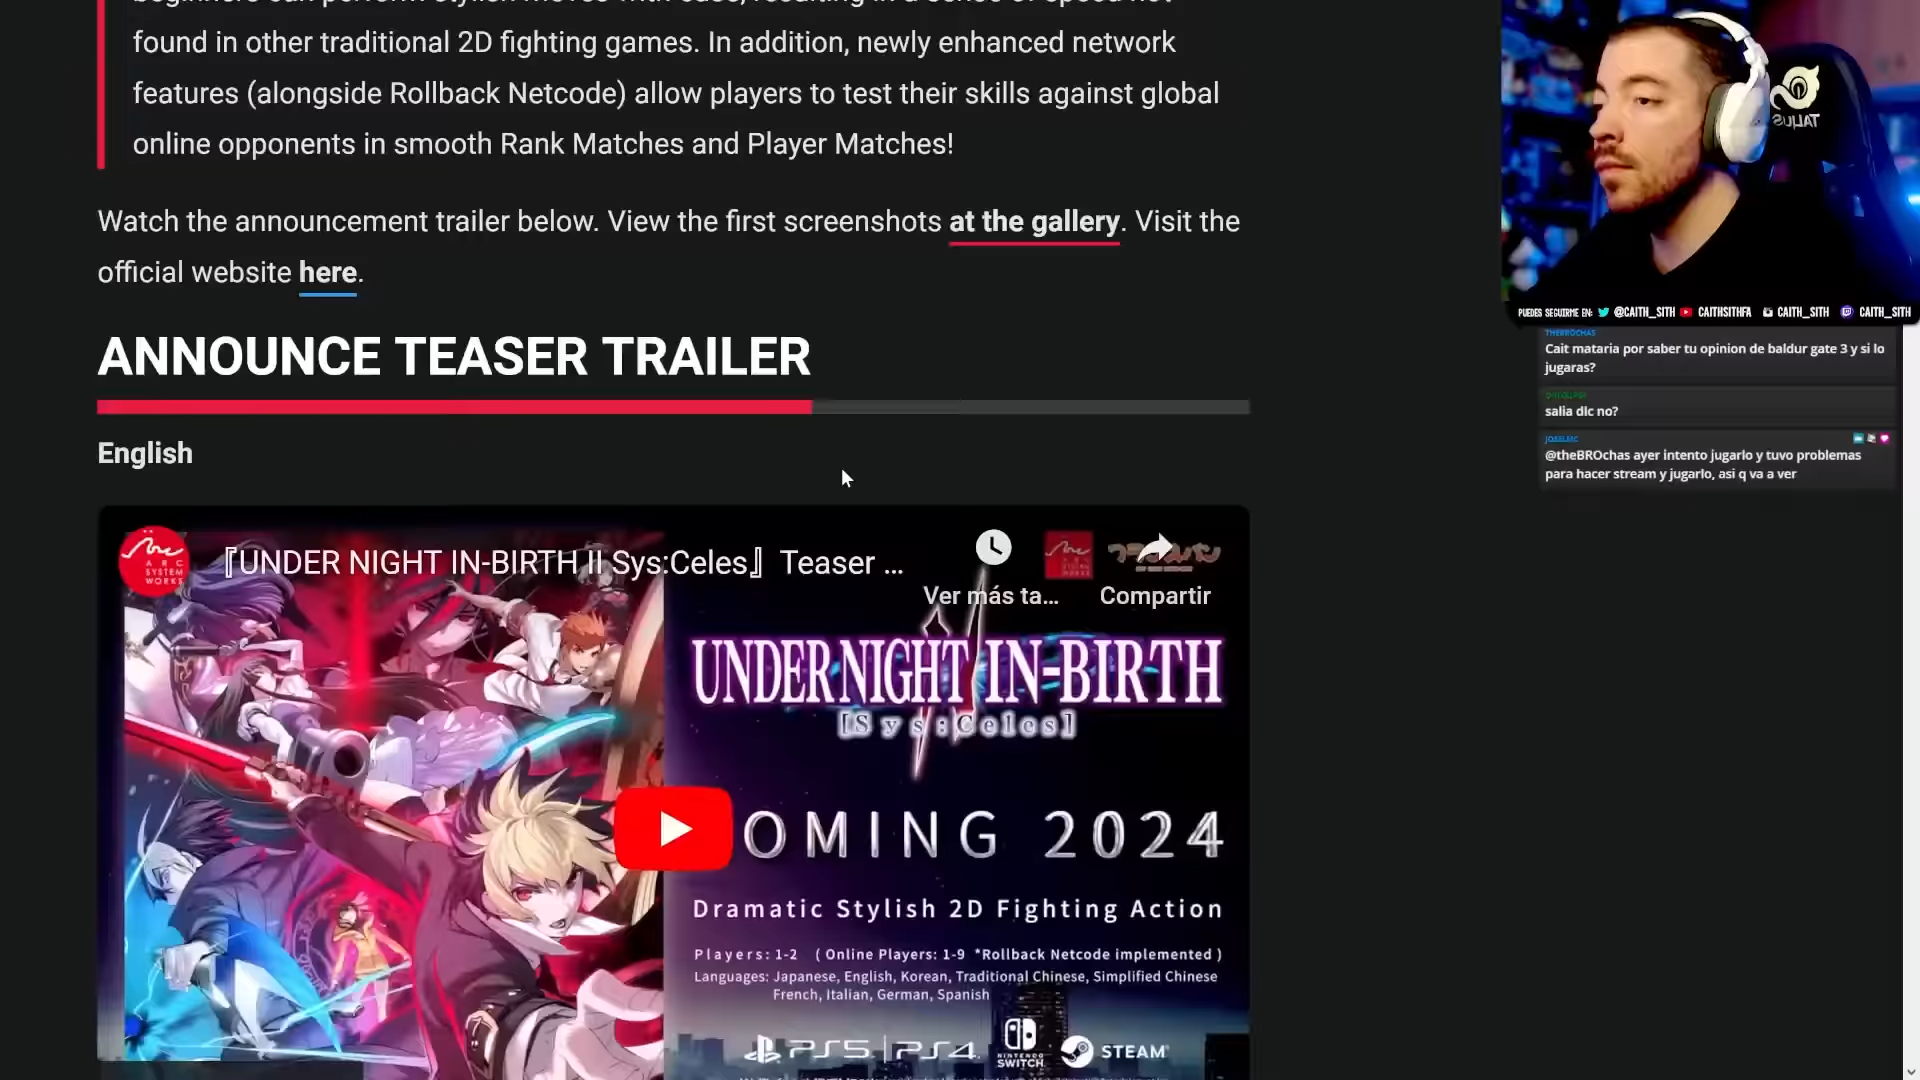 found in other traditional 2D fighting games. In addition, newly enhanced network
features (alongside Rollback Netcode) allow players to test their skills against global
online opponents in smooth Rank Matches and Player Matches!
Watch the announcement trailer below. View the first screenshots at the gallery. Visit the
official website here.
ANNOUNCE TEASER TRAILER
English
ARC
SYSTEM
WORKS
『UNDER NIGHT IN-BIRTH II Sys:Celes』 Teaser ...
Ver más ta...
Compartir
UNDER NIGHT IN-BIRTH
[Sys:Celes]
OMING 2024
Dramatic Stylish 2D Fighting Action
Players: 1-2 ( Online Players: 1-9 *Rollback Netcode implemented )
Languages: Japanese, English, Korean, Traditional Chinese, Simplified Chinese
French, Italian, German, Spanish
PS5 | PS4
NINTENDO
SWITCH
STEAM
TALIUS
PUEDES SEGUIRME EN: @CAITH_SITH CAITHSITHFA CAITH_SITH CAITH_SITH
THEBROCHAS
Cait mataria por saber tu opinion de baldur gate 3 y si lo
jugaras?
salia dlc no?
@theBROchas ayer intento jugarlo y tuvo problemas
para hacer stream y jugarlo, asi q va a ver